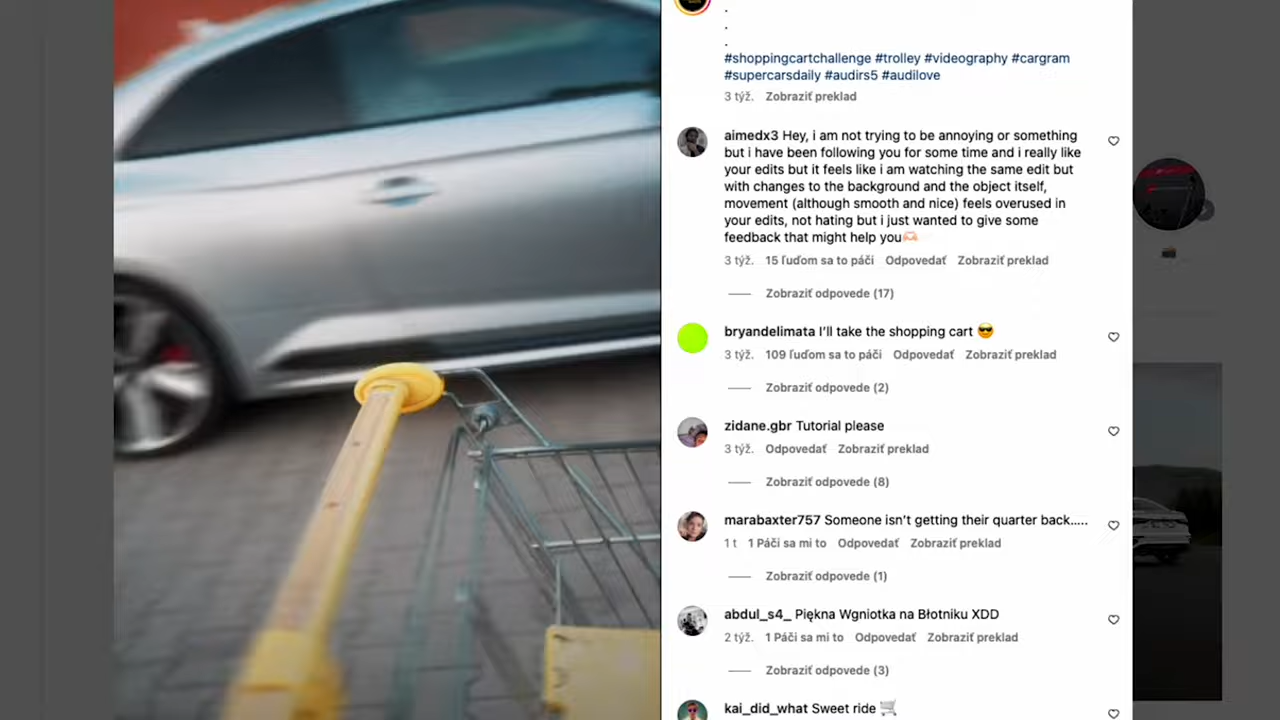 .
.
.
#shoppingcartchallenge #trolley #videography #cargram
#supercarsdaily #audirs5 #audilove
3 týž. Zobraziť preklad
aimedx3 Hey, i am not trying to be annoying or something
but i have been following you for some time and i really like
your edits but it feels like i am watching the same edit but
with changes to the background and the object itself,
movement (although smooth and nice) feels overused in
your edits, not hating but i just wanted to give some
feedback that might help you🫶🏻
3 týž. 15 ľuďom sa to páči Odpovedať Zobraziť preklad
Zobraziť odpovede (17)
bryandelimata I’ll take the shopping cart 😎
3 týž. 109 ľuďom sa to páči Odpovedať Zobraziť preklad
Zobraziť odpovede (2)
zidane.gbr Tutorial please
3 týž. Odpovedať Zobraziť preklad
Zobraziť odpovede (8)
marabaxter757 Someone isn’t getting their quarter back.....
1 t 1 Páči sa mi to Odpovedať Zobraziť preklad
Zobraziť odpovede (1)
abdul_s4_ Piękna Wgniotka na Błotniku XDD
2 týž. 1 Páči sa mi to Odpovedať Zobraziť preklad
Zobraziť odpovede (3)
kai_did_what Sweet ride 🛒